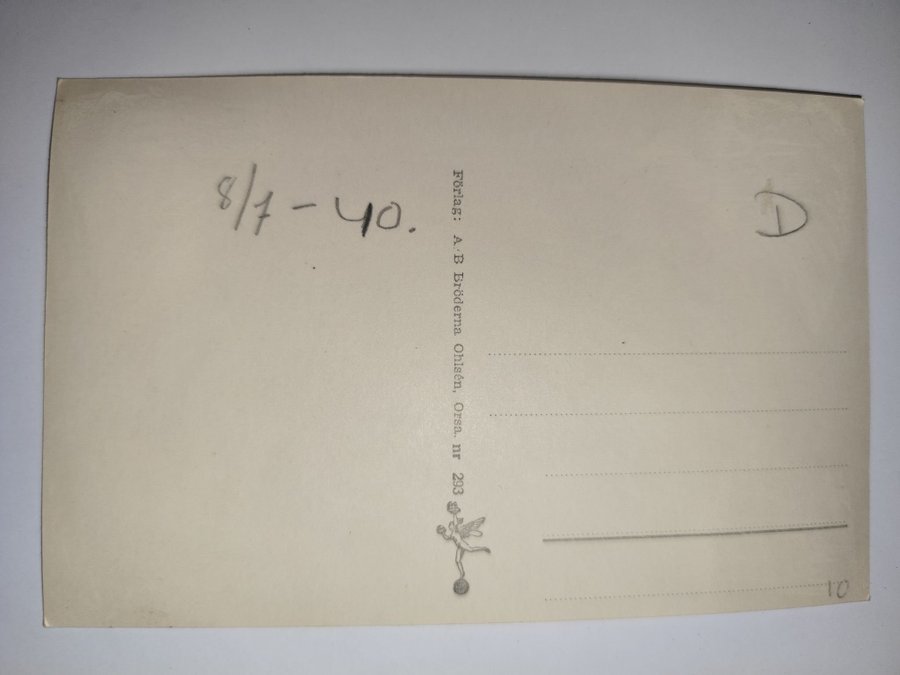 8/7 - 40.
Förlag: A.-B Bröderna Ohlsén, Orsa. nr 293
D
10